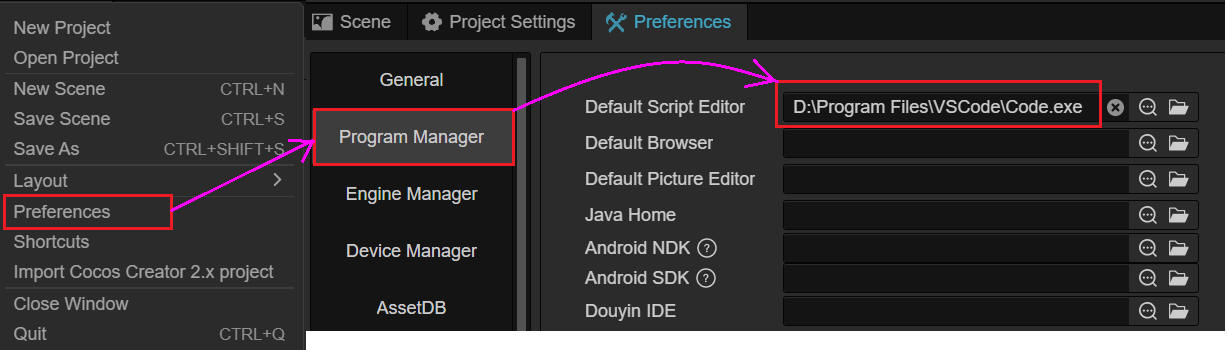 New Project
Open Project
New Scene CTRL+N
Save Scene CTRL+S
Save As CTRL+SHIFT+S
Layout
Preferences
Shortcuts
Import Cocos Creator 2.x project
Close Window
Quit CTRL+Q
Scene Project Settings Preferences
General
Program Manager
Engine Manager
Device Manager
AssetDB
Default Script Editor D:\Program Files\VSCode\Code.exe
Default Browser
Default Picture Editor
Java Home
Android NDK ?
Android SDK ?
Douyin IDE